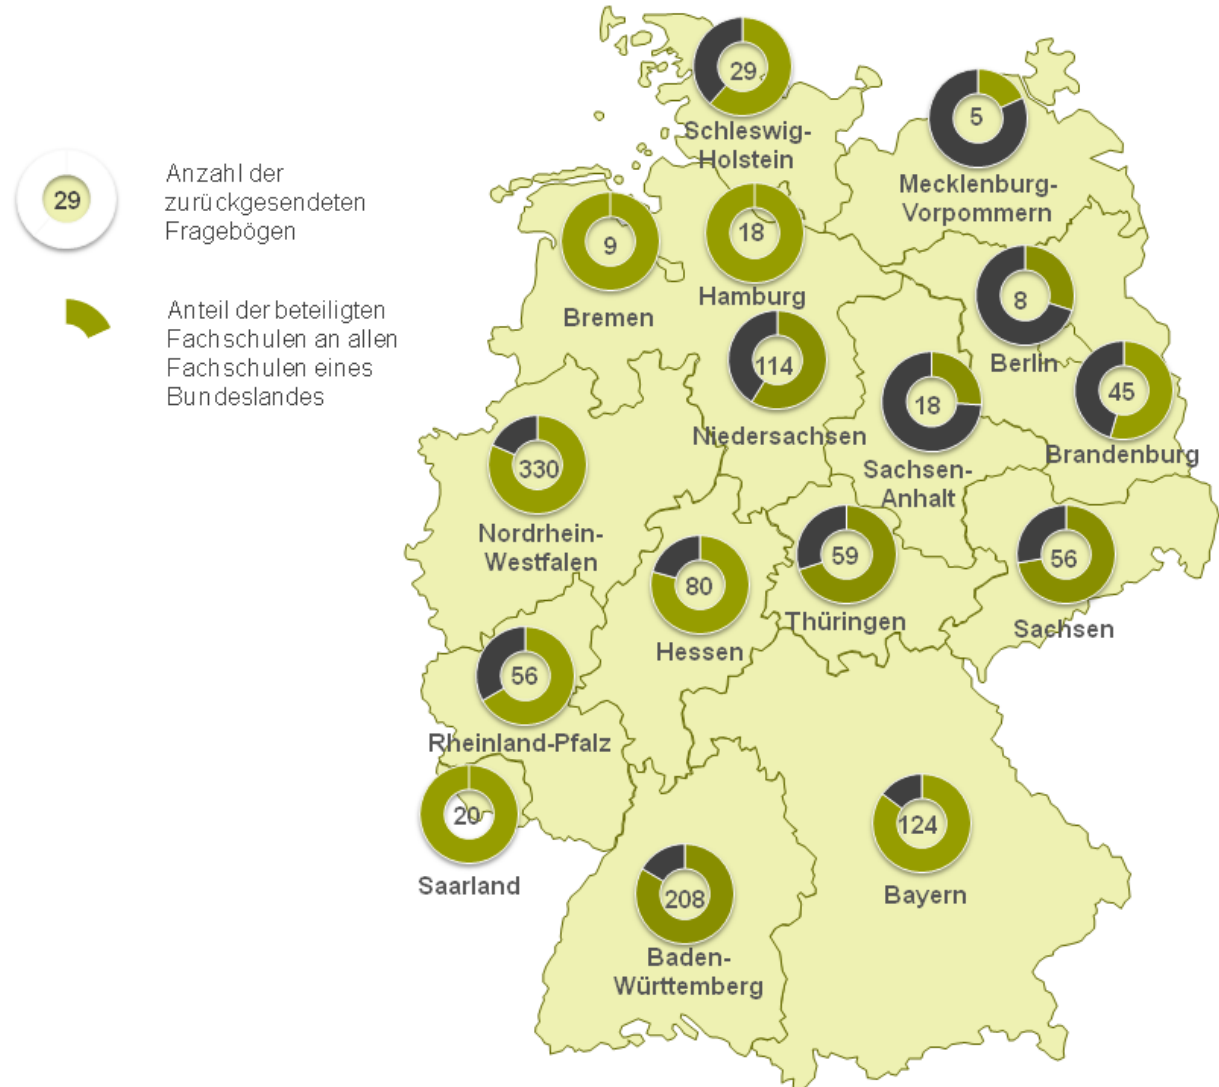 29
Anzahl der
zurückgesendeten
Fragebögen
Anteil der beteiligten
Fachschulen an allen
Fachschulen eines
Bundeslandes
29
Schleswig-
Holstein
5
Mecklenburg-
Vorpommern
9
Bremen
18
Hamburg
8
Berlin
114
Niedersachsen
18
Sachsen-
Anhalt
45
Brandenburg
330
Nordrhein-
Westfalen
80
Hessen
59
Thüringen
56
Sachsen
56
Rheinland-Pfalz
20
Saarland
208
Baden-
Württemberg
124
Bayern